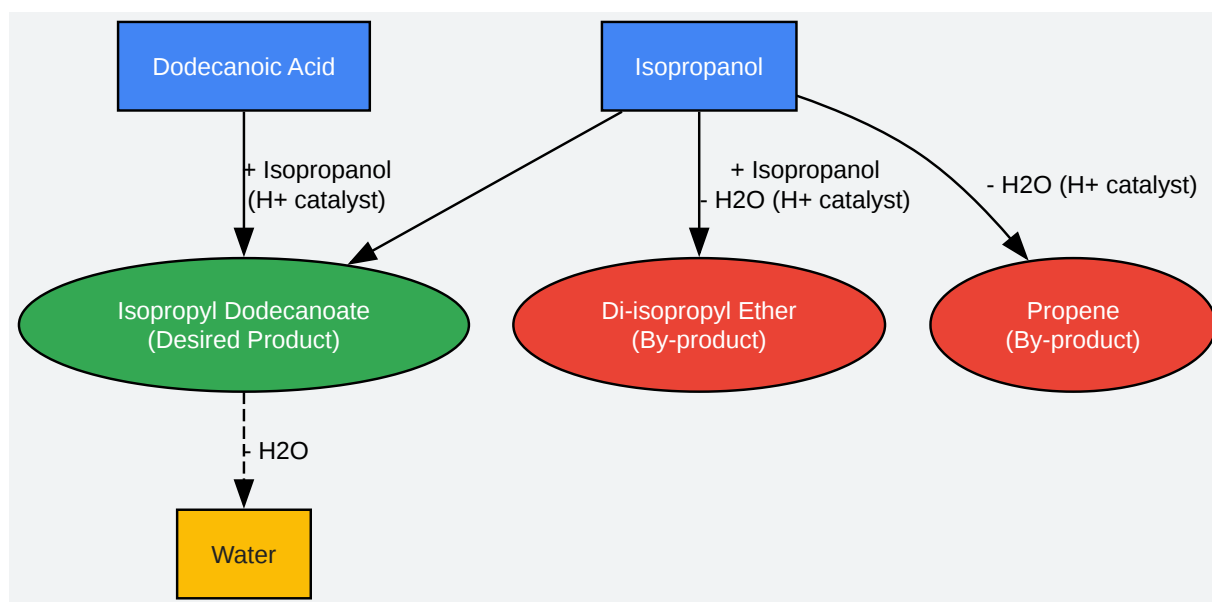 Dodecanoic Acid
Isopropanol
+ Isopropanol
(H+ catalyst)
+ Isopropanol
- H2O (H+ catalyst)
- H2O (H+ catalyst)
Isopropyl Dodecanoate
(Desired Product)
Di-isopropyl Ether
(By-product)
Propene
(By-product)
- H2O
Water